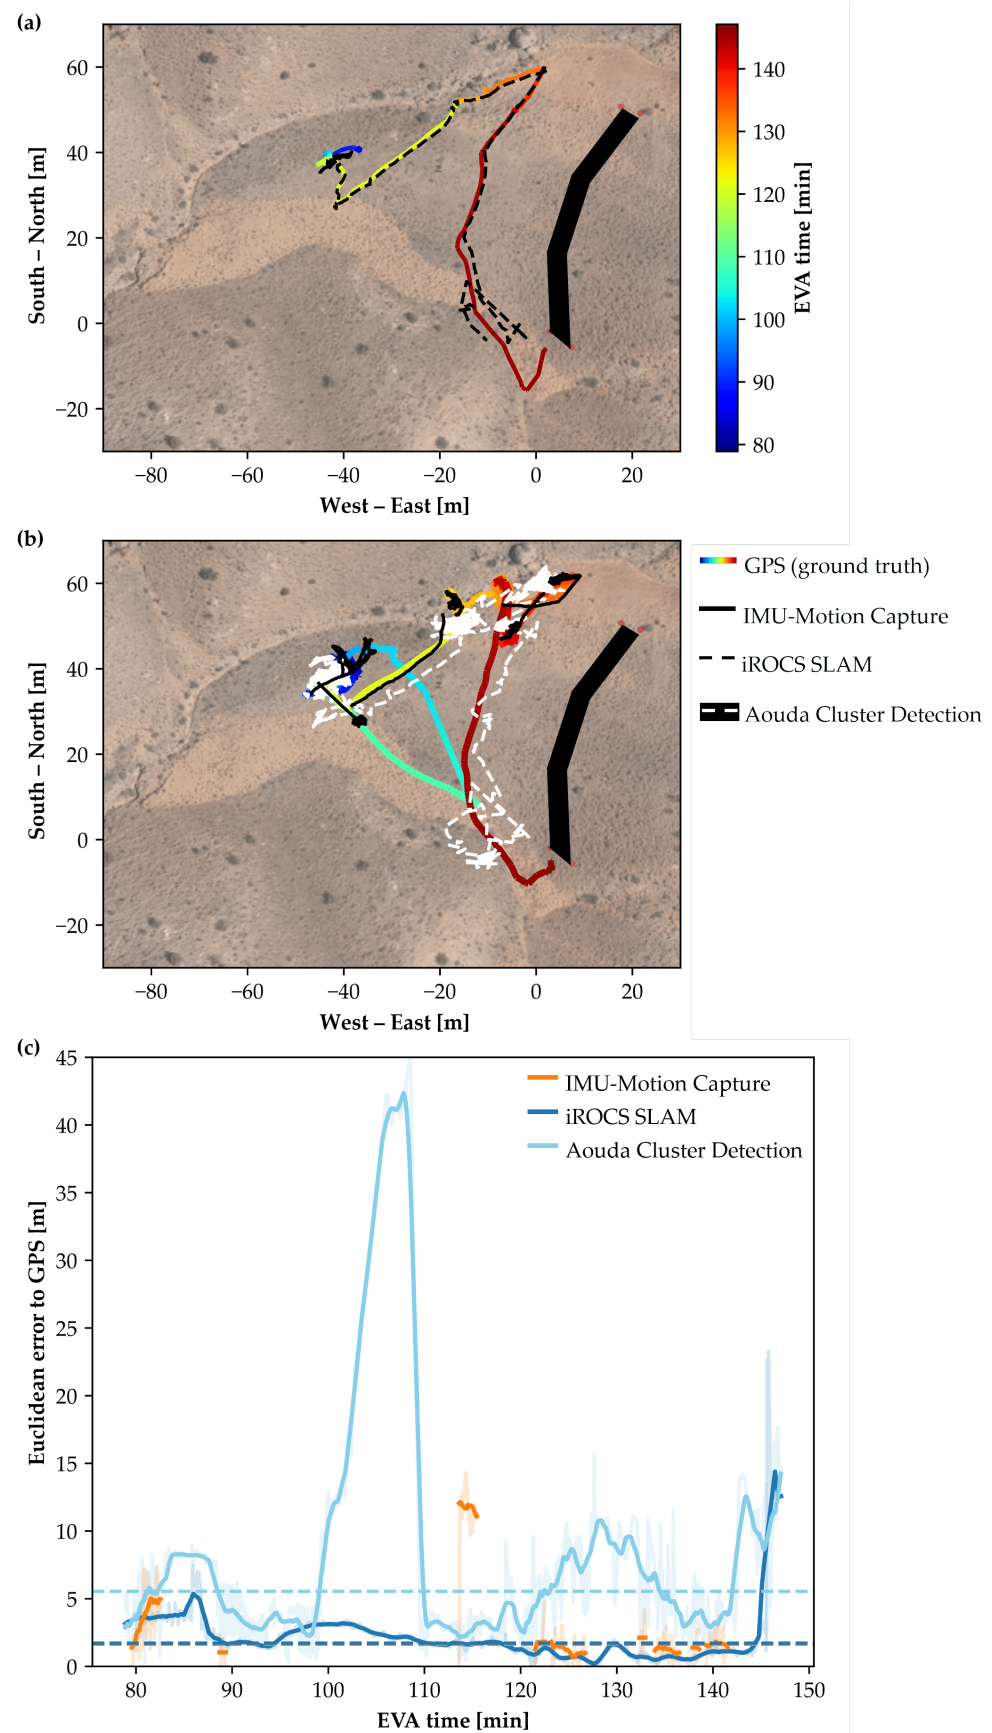 (a)
60
40
20
0
−20
South – North [m]
−80
−60
−40
−20
0
20
West – East [m]
140
130
120
110
100
90
80
EVA time [min]
(b)
60
40
20
0
−20
South – North [m]
−80
−60
−40
−20
0
20
West – East [m]
GPS (ground truth)
IMU-Motion Capture
iROCS SLAM
Aouda Cluster Detection
(c)
45
40
35
30
25
20
15
10
5
0
Euclidean error to GPS [m]
IMU-Motion Capture
iROCS SLAM
Aouda Cluster Detection
80
90
100
110
120
130
140
150
EVA time [min]